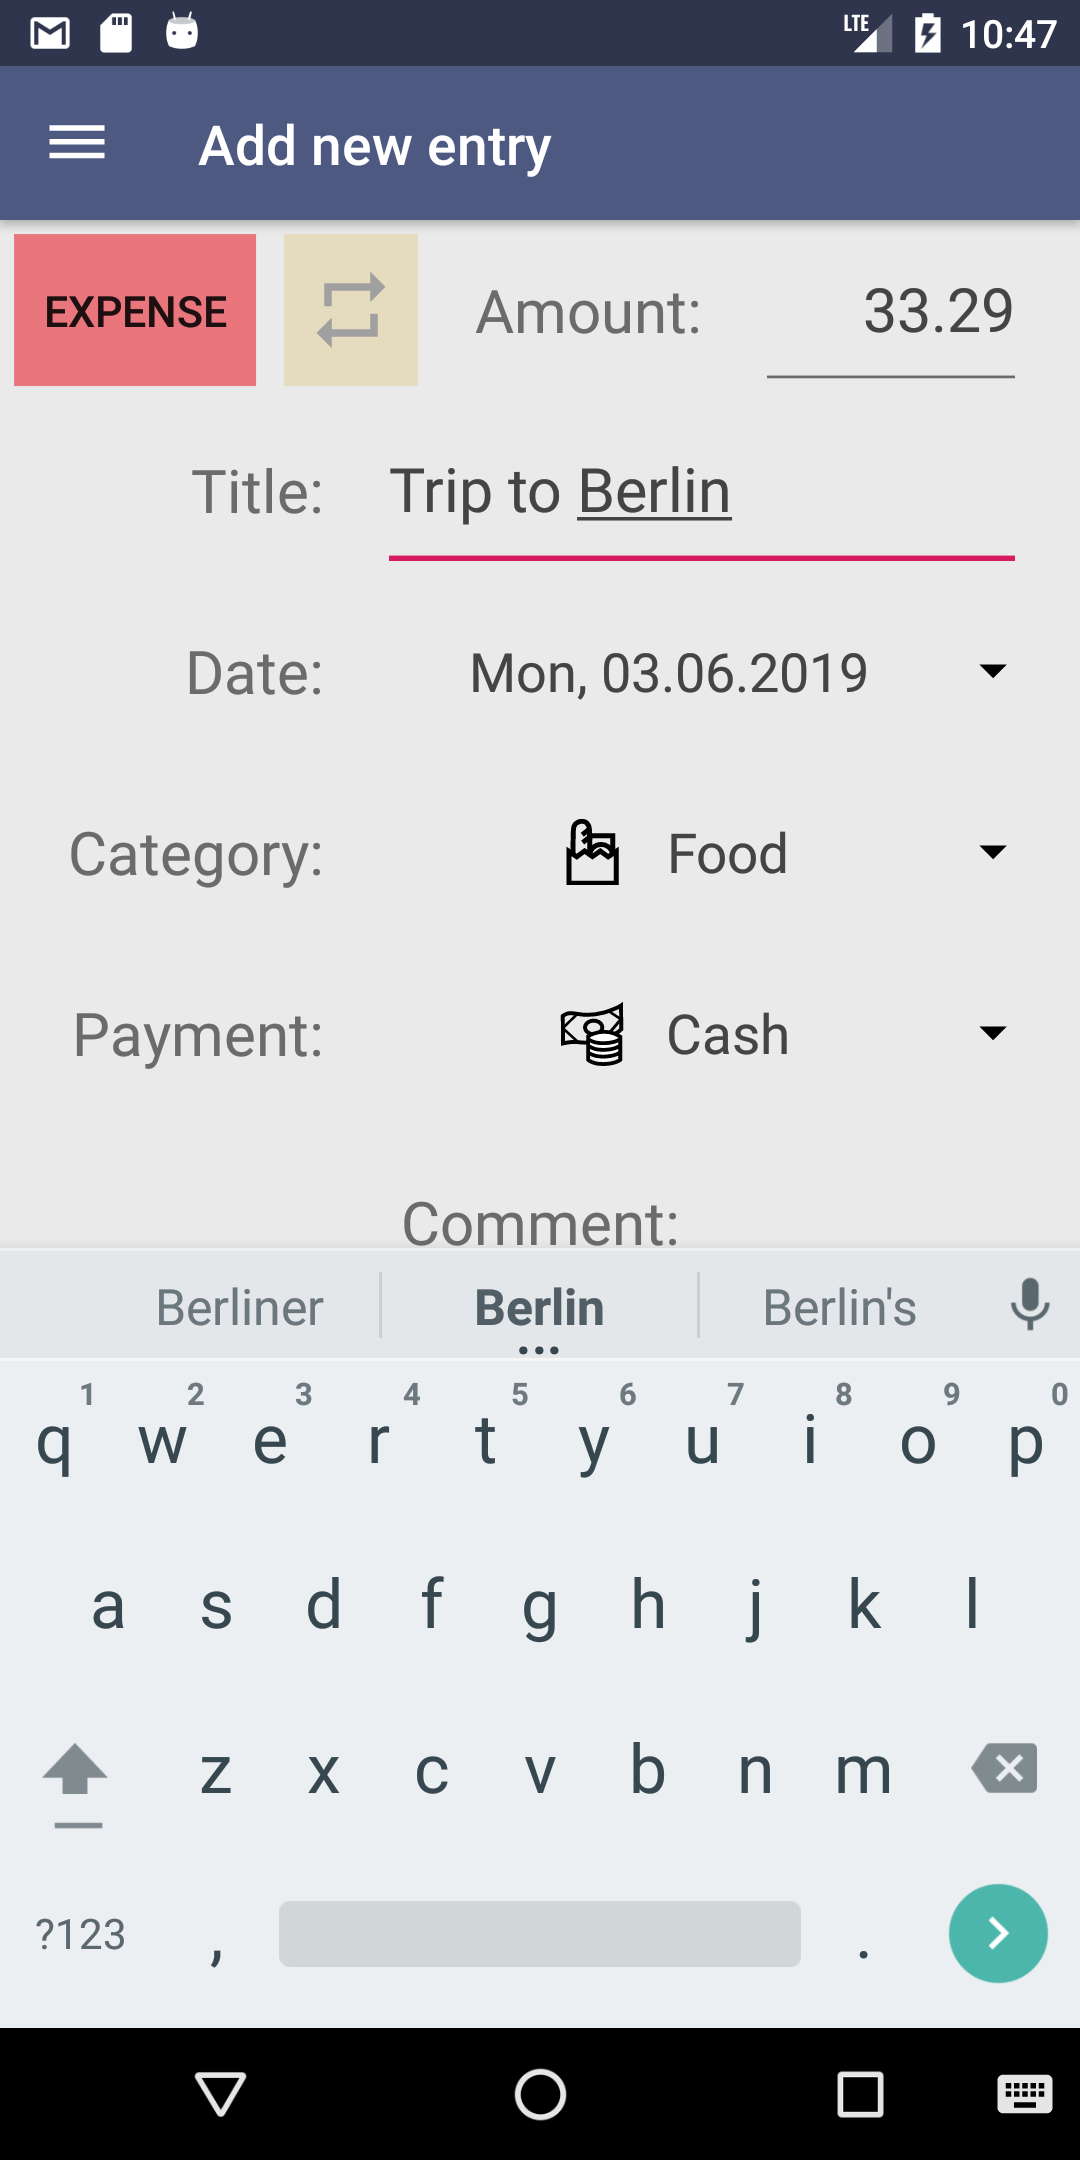 LTE 10:47
Add new entry
EXPENSE Amount: 33.29
Title: Trip to Berlin
Date: Mon, 03.06.2019
Category: Food
Payment: Cash
Comment:
Berliner Berlin Berlin's
1 2 3 4 5 6 7 8 9 0
q w e r t y u i o p
a s d f g h j k l
z x c v b n m
?123 , .